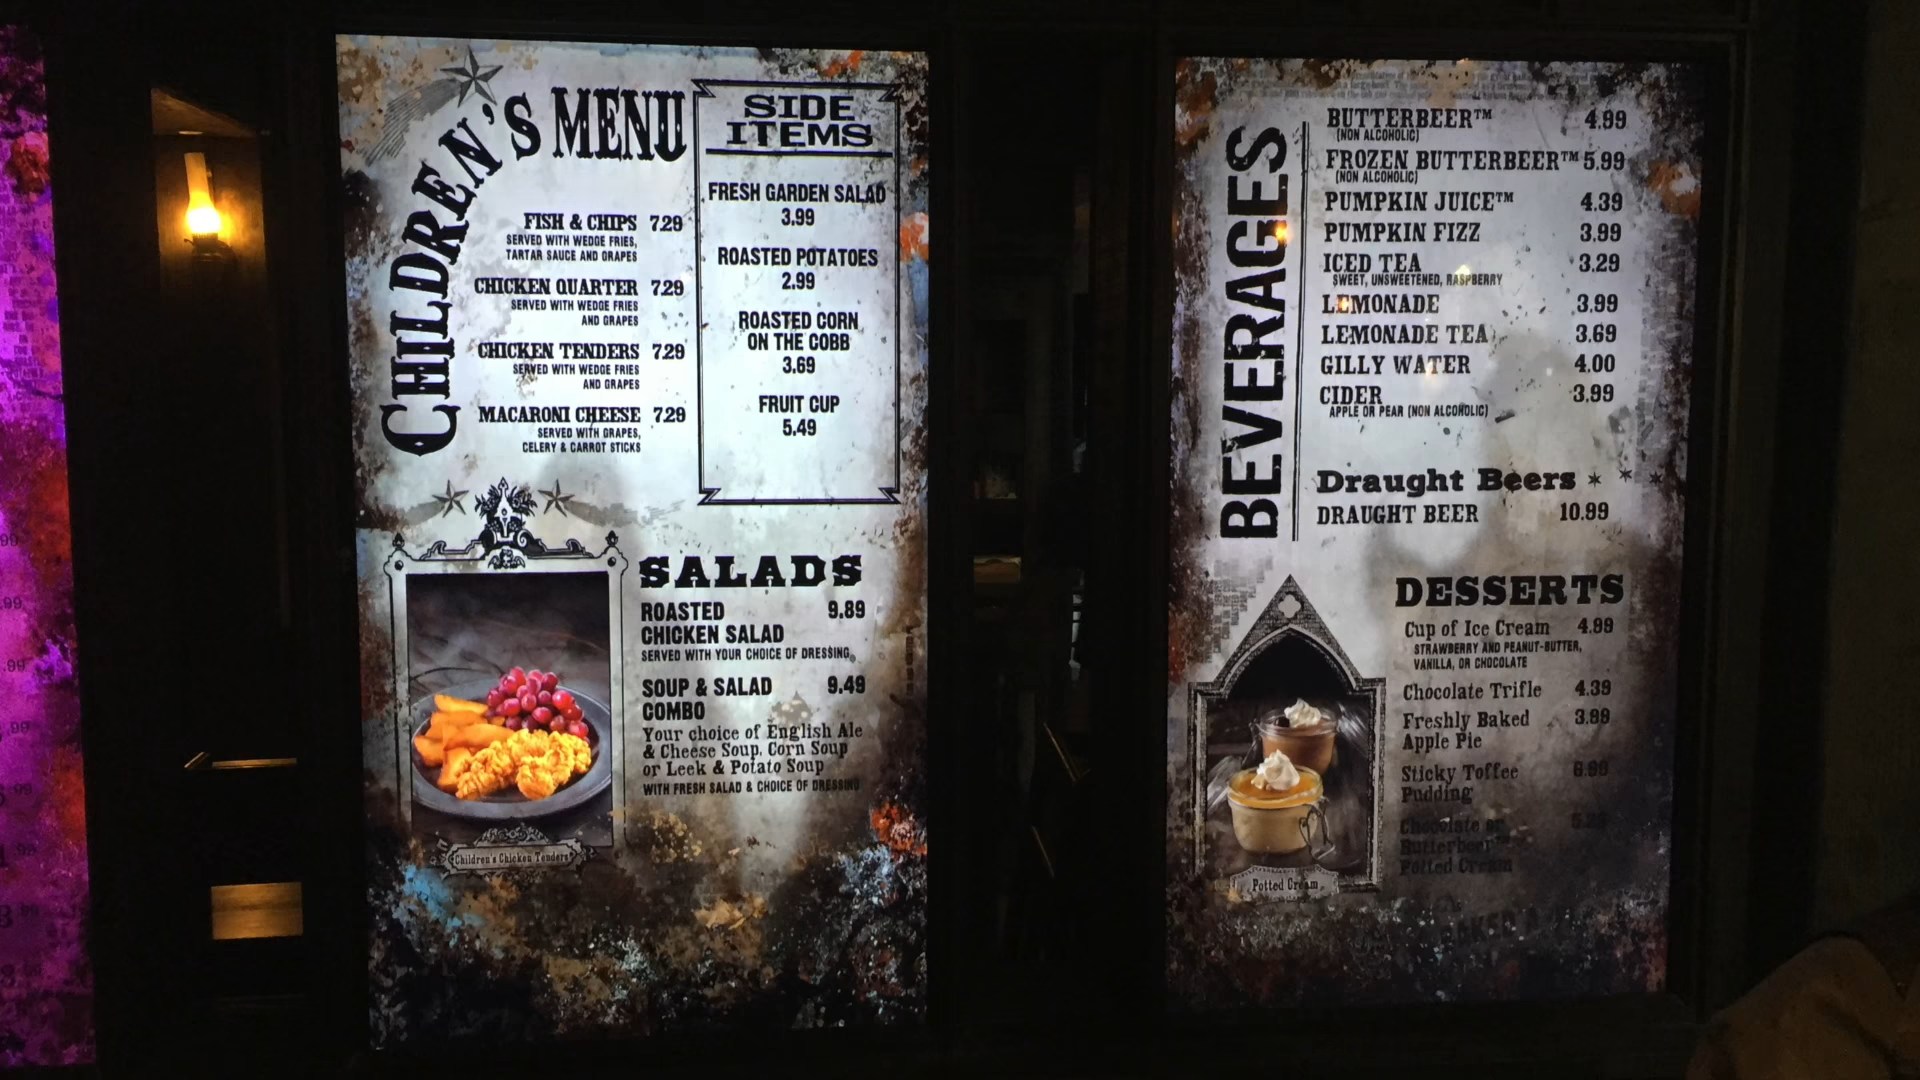 CHILDREN'S MENU
FISH & CHIPS 7.29
SERVED WITH WEDGE FRIES,
TARTAR SAUCE AND GRAPES
CHICKEN QUARTER 7.29
SERVED WITH WEDGE FRIES
AND GRAPES
CHICKEN TENDERS 7.29
SERVED WITH WEDGE FRIES
AND GRAPES
MACARONI CHEESE 7.29
SERVED WITH GRAPES,
CELERY & CARROT STICKS
SIDE
ITEMS
FRESH GARDEN SALAD
3.99
ROASTED POTATOES
2.99
ROASTED CORN
ON THE COBB
3.69
FRUIT CUP
5.49
SALADS
ROASTED 9.89
CHICKEN SALAD
SERVED WITH YOUR CHOICE OF DRESSING
SOUP & SALAD 9.49
COMBO
Your choice of English Ale
& Cheese Soup, Corn Soup
or Leek & Potato Soup
WITH FRESH SALAD & CHOICE OF DRESSING
Children's Chicken Tenders
BEVERAGES
BUTTERBEER™ 4.99
(NON ALCOHOLIC)
FROZEN BUTTERBEER™ 5.99
(NON ALCOHOLIC)
PUMPKIN JUICE™ 4.39
PUMPKIN FIZZ 3.99
ICED TEA 3.29
SWEET, UNSWEETENED, RASPBERRY
LEMONADE 3.99
LEMONADE TEA 3.69
GILLY WATER 4.00
CIDER 3.99
APPLE OR PEAR (NON ALCOHOLIC)
Draught Beers
DRAUGHT BEER 10.99
DESSERTS
Cup of Ice Cream 4.99
STRAWBERRY AND PEANUT-BUTTER,
VANILLA, OR CHOCOLATE
Chocolate Trifle 4.39
Freshly Baked 3.99
Apple Pie
Sticky Toffee 6.99
Pudding
Chocolate or
Butterbeer™
Potted Cream
Potted Cream